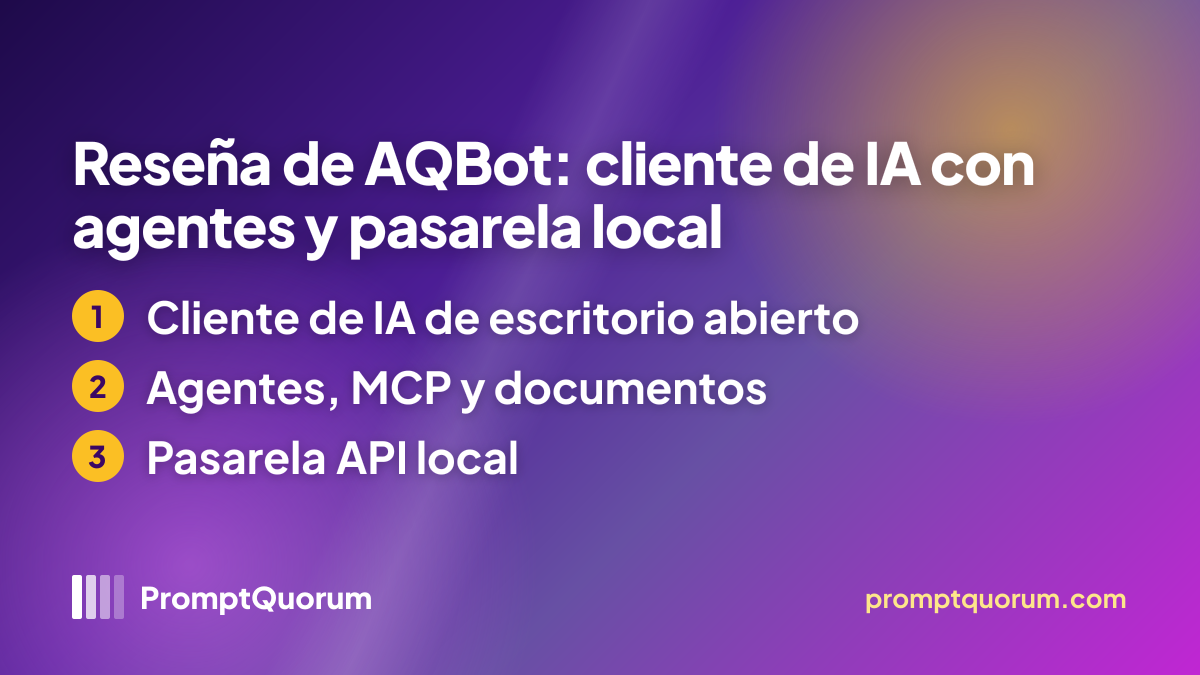 Reseña de AQBot: cliente de IA con
agentes y pasarela local
1 Cliente de IA de escritorio abierto
2 Agentes, MCP y documentos
3 Pasarela API local
PromptQuorum
promptquorum.com